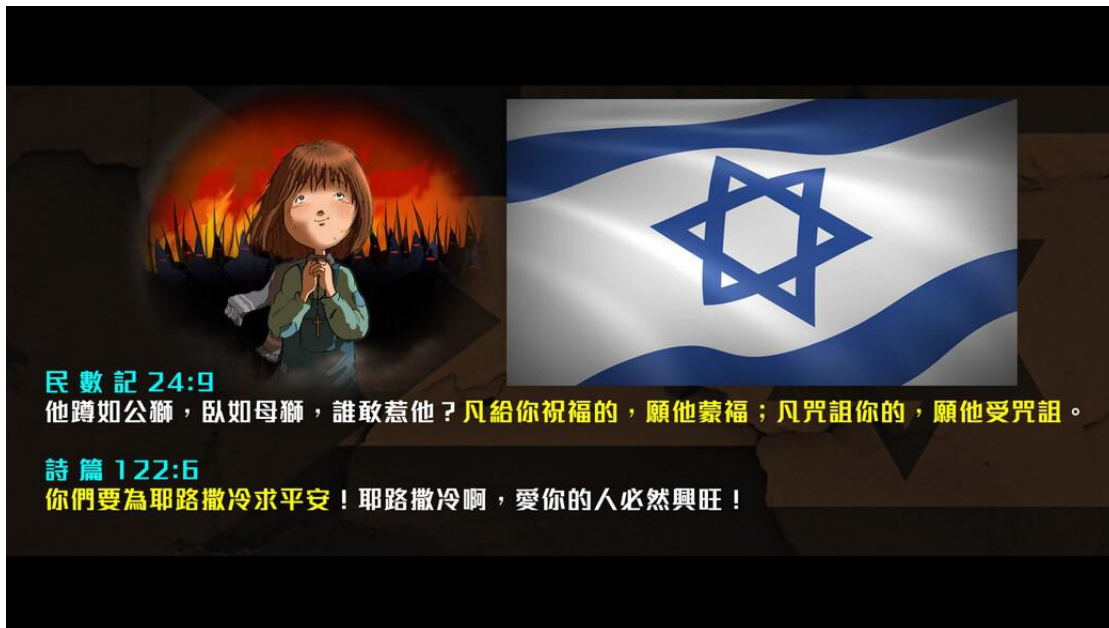 民數記 24:9
他蹲如公獅，臥如母獅，誰敢惹他？凡給你祝福的，願他蒙福；凡咒詛你的，願他受咒詛。
詩篇 122:6
你們要為耶路撒冷求平安！耶路撒冷啊，愛你的人必然興旺！